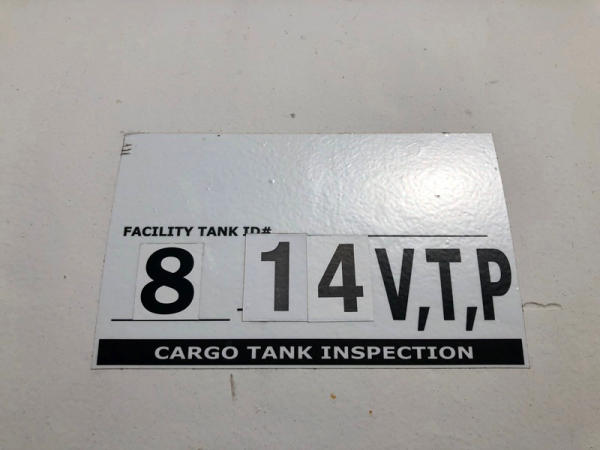 FACILITY TANK ID#
8 14 V,T,P
CARGO TANK INSPECTION